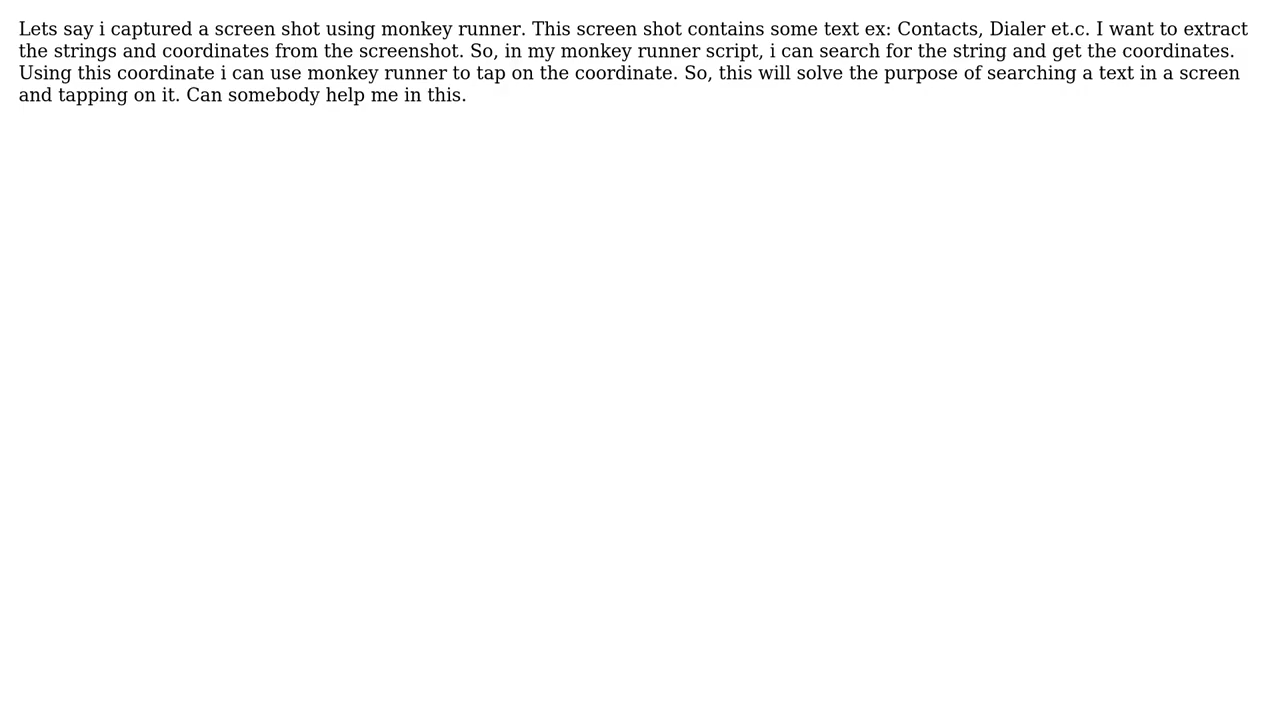 Lets say i captured a screen shot using monkey runner. This screen shot contains some text ex: Contacts, Dialer et.c. I want to extract
the strings and coordinates from the screenshot. So, in my monkey runner script, i can search for the string and get the coordinates.
Using this coordinate i can use monkey runner to tap on the coordinate. So, this will solve the purpose of searching a text in a screen
and tapping on it. Can somebody help me in this.